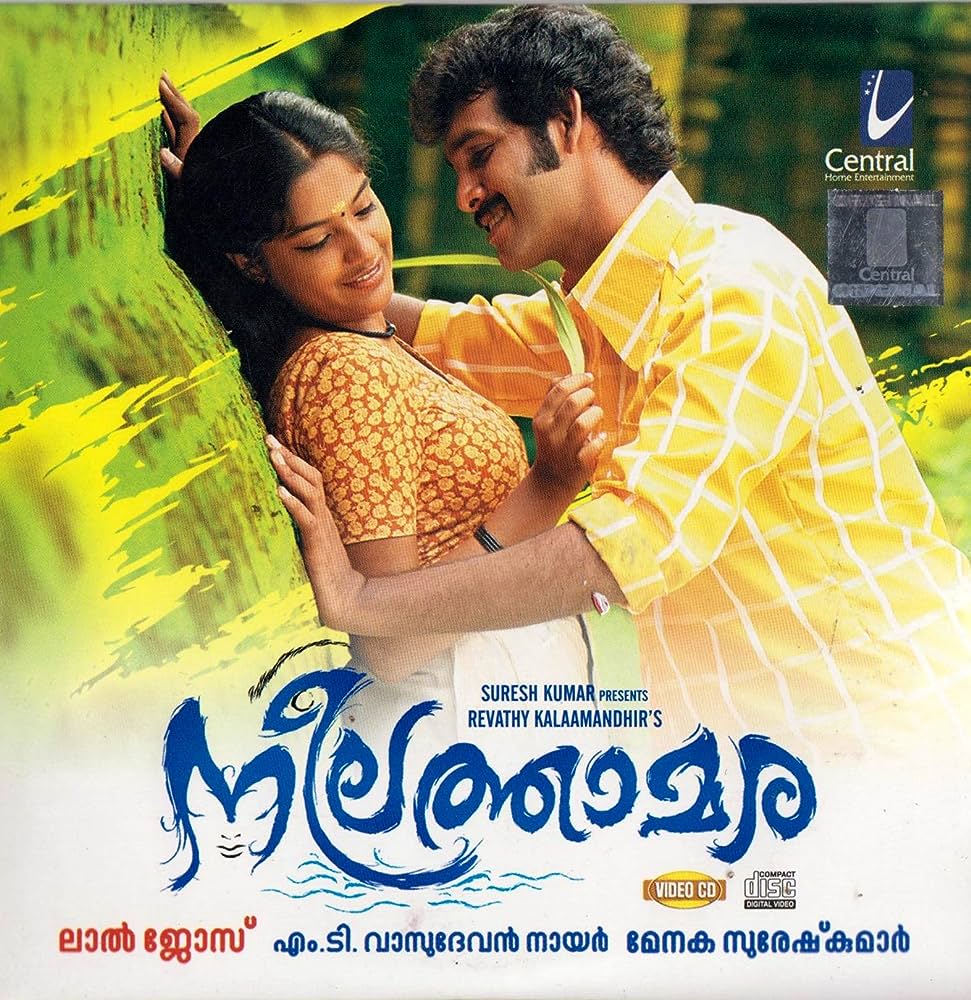 Central
Home Entertainment
Central
SURESH KUMAR PRESENTS
REVATHY KALAAMANDHIR'S
നീലത്താമര
VIDEO CD
COMPACT
disc
DIGITAL VIDEO
ലാൽ ജോസ് എം.ടി. വാസുദേവൻ നായർ മേനക സുരേഷ്കുമാർ